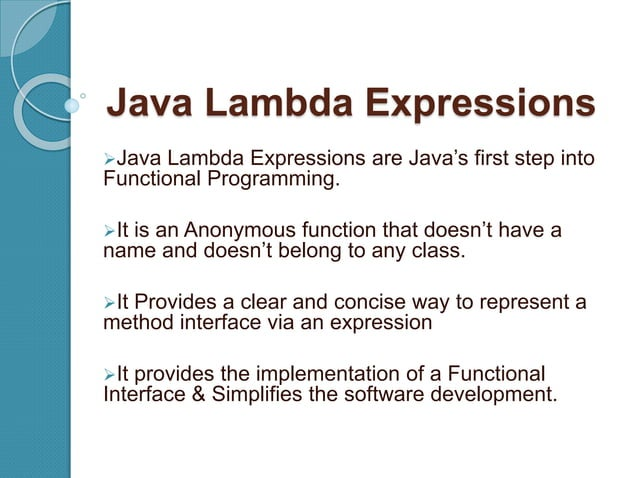 Java Lambda Expressions
➢Java Lambda Expressions are Java’s first step into
Functional Programming.
➢It is an Anonymous function that doesn’t have a
name and doesn’t belong to any class.
➢It Provides a clear and concise way to represent a
method interface via an expression
➢It provides the implementation of a Functional
Interface & Simplifies the software development.